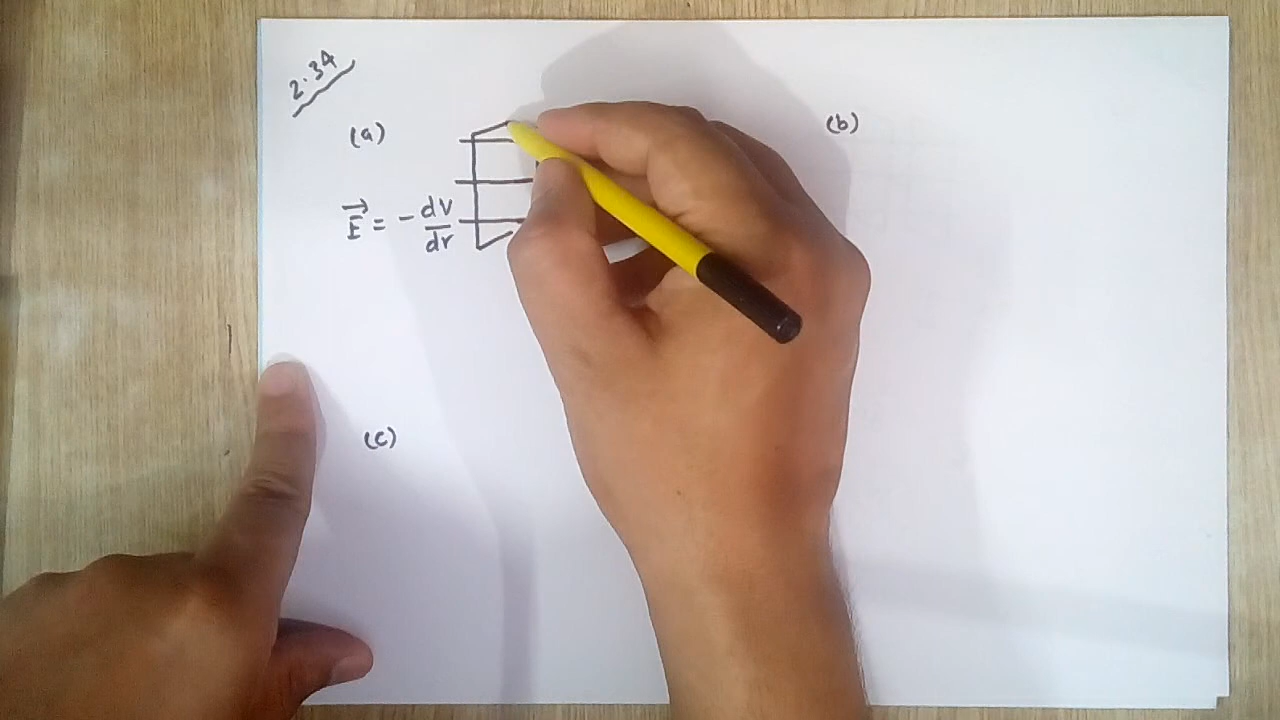 2.34
(a)
(b)
E⃗ = - dV/dr
(c)